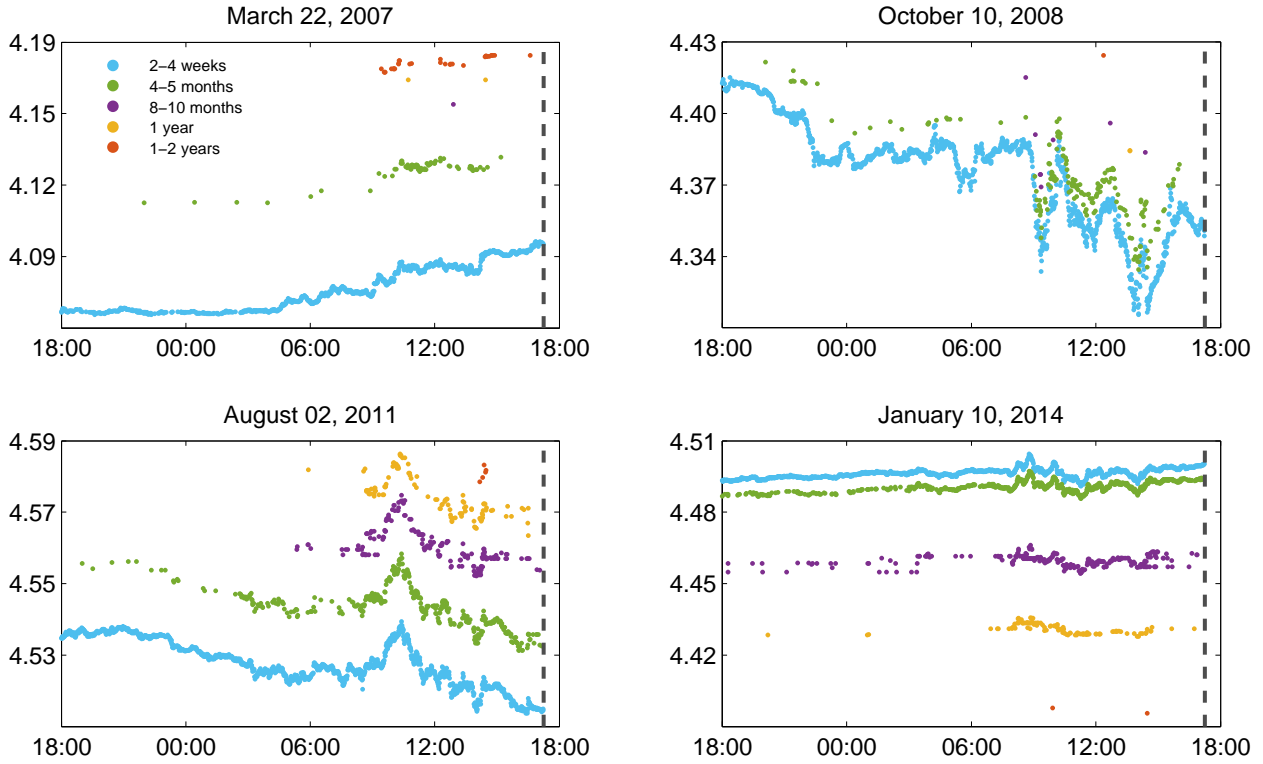 March 22, 2007
4.19
4.15
4.12
4.09
2–4 weeks
4–5 months
8–10 months
1 year
1–2 years
18:00 00:00 06:00 12:00 18:00
October 10, 2008
4.43
4.40
4.37
4.34
18:00 00:00 06:00 12:00 18:00
August 02, 2011
4.59
4.57
4.55
4.53
18:00 00:00 06:00 12:00 18:00
January 10, 2014
4.51
4.48
4.45
4.42
18:00 00:00 06:00 12:00 18:00